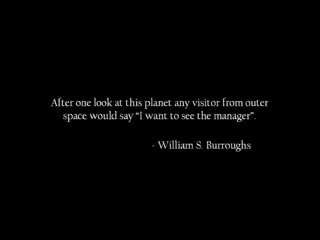 After one look at this planet any visitor from outer
space would say “I want to see the manager”.
- William S. Burroughs